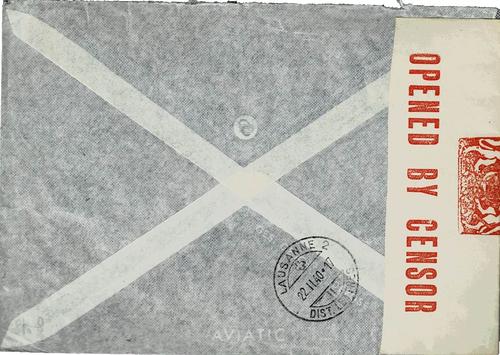 OPENED BY CENSOR
LAUSANNE 2
22.II.40-17
DIST. LETTRES
AVIATIC